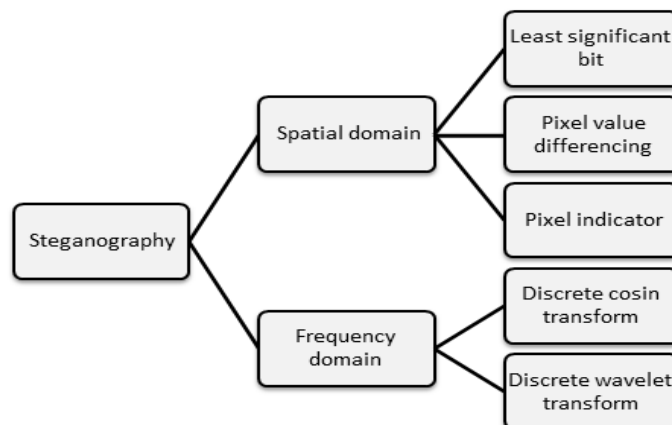 Least significant
bit
Spatial domain
Pixel value
differencing
Pixel indicator
Steganography
Discrete cosin
transform
Frequency
domain
Discrete wavelet
transform